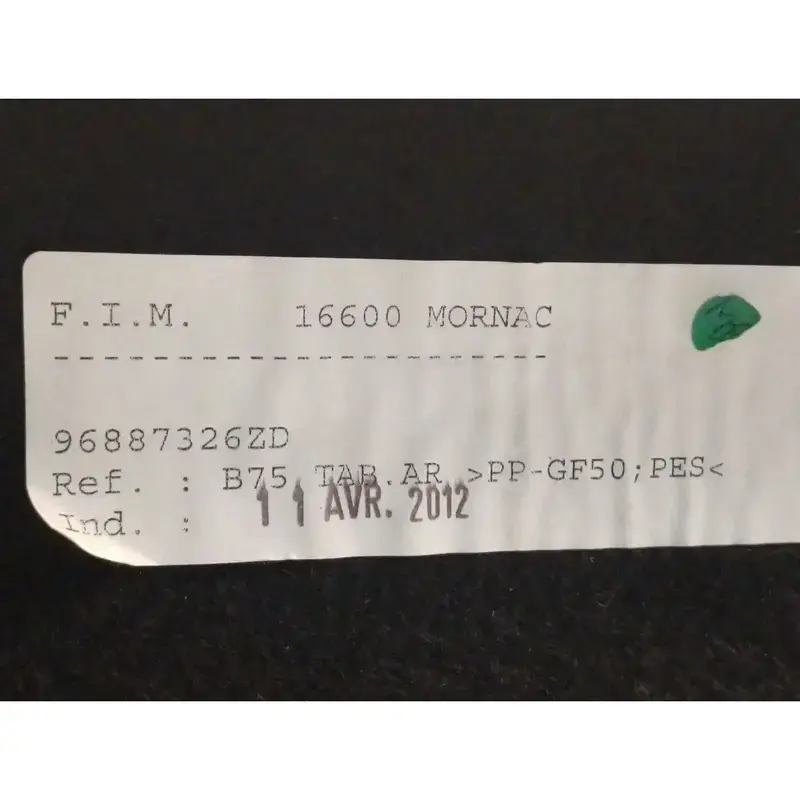 F.I.M. 16600 MORNAC
----------------------
96887326ZD
Ref. : B75 TAB.AR >PP-GF50;PES<
Ind. :
11 AVR. 2012